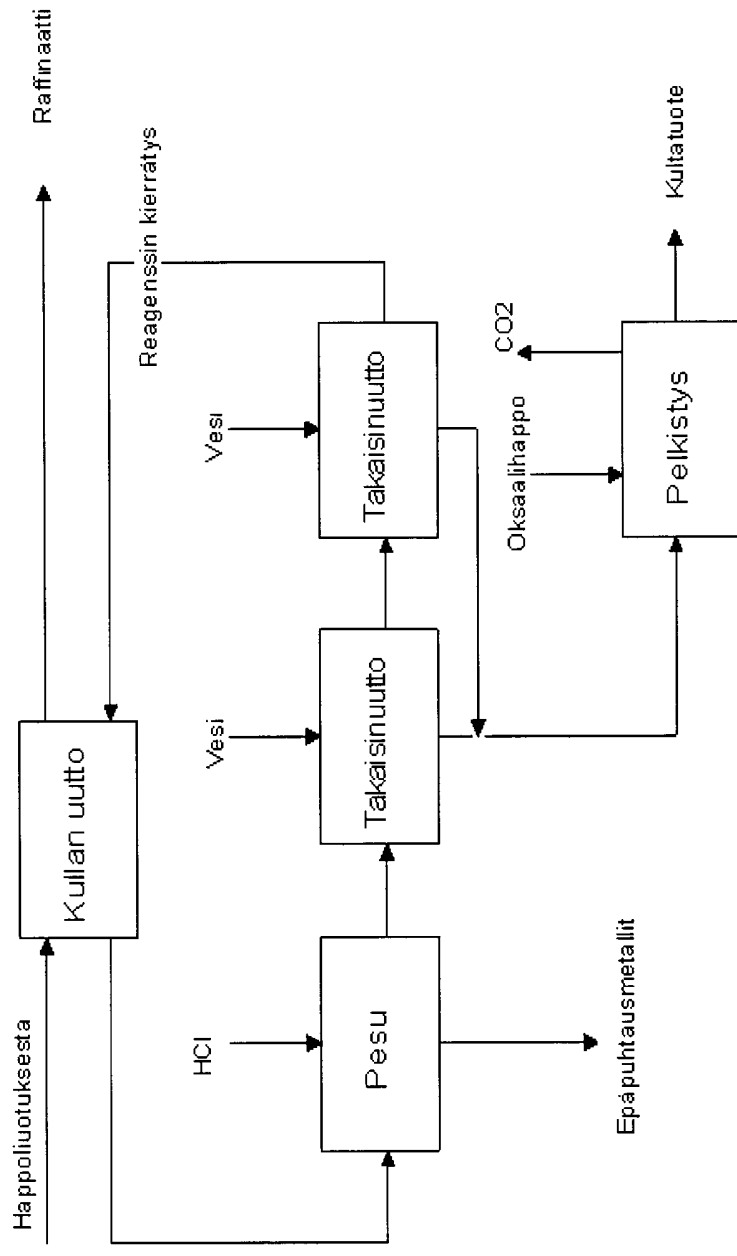 Happoliuotuksesta
Kullan uutto
Raffinaatti
Reagenssin kierrätys
HCl
Vesi
Vesi
Pesu
Takaisinuutto
Takaisinuutto
Epäpuhtausmetallit
Oksaalihappo
CO2
Pelkistys
Kultatuote